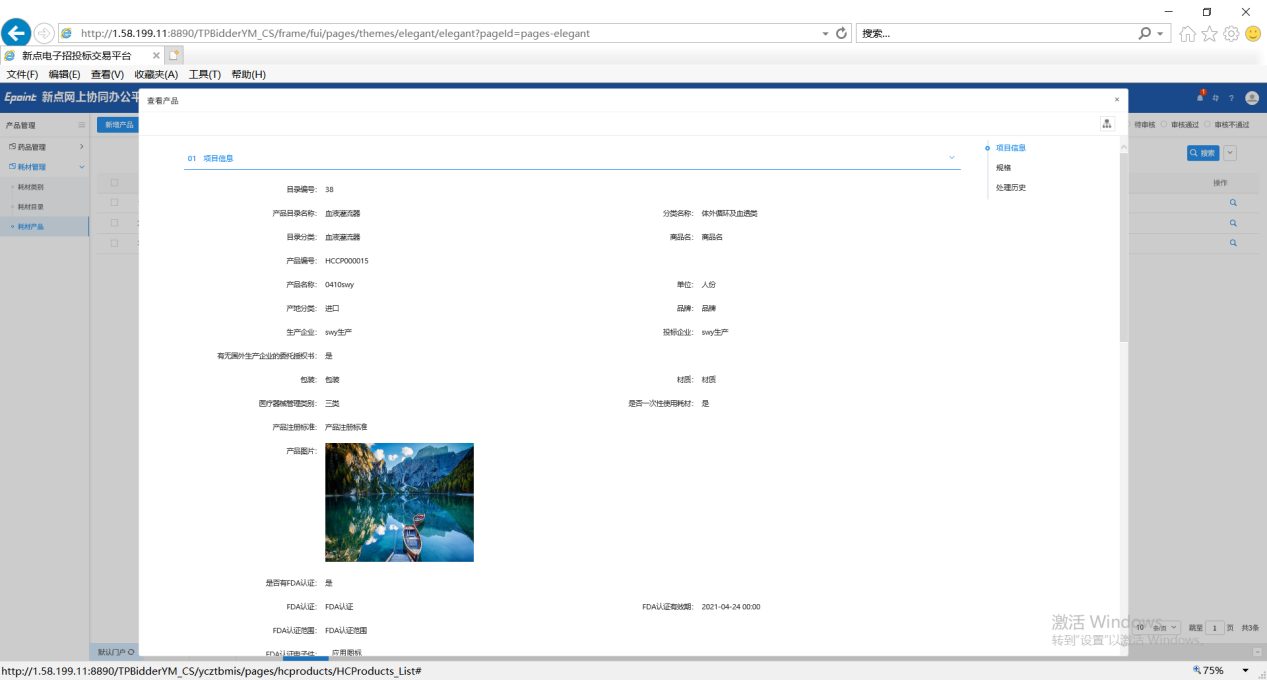 http://1.58.199.11:8890/TPBidderYM_CS/frame/fui/pages/themes/elegant/elegant?pageId=pages-elegant
搜索...
新点电子招投标交易平台
文件(F) 编辑(E) 查看(V) 收藏夹(A) 工具(T) 帮助(H)
Epoint 新点网上协同办公平
查看产品
1
?
产品管理
新增产品
待审核 审核通过 审核不通过
药品管理
耗材管理
耗材类别
耗材目录
耗材产品
搜索
操作
01 项目信息
项目信息
规格
处理历史
目录编号: 38
产品目录名称: 血液灌流器
分类名称: 体外循环及血透类
目录分类: 血液灌流器
商品名: 商品名
产品编号: HCCP000015
产品名称: 0410swy
单位: 人份
产地分类: 进口
品牌: 品牌
生产企业: swy生产
投标企业: swy生产
有无国外生产企业的委托授权书: 是
包装: 包装
材质: 材质
医疗器械管理类别: 三类
是否一次性使用耗材: 是
产品注册标准: 产品注册标准
产品图片:
是否有FDA认证: 是
FDA认证: FDA认证
FDA认证有效期: 2021-04-24 00:00
FDA认证范围: FDA认证范围
FDA认证电子件: 应用图标
激活 Windows
转到"设置"以激活 Windows。
10 条/页 跳至 1 页 共3条
默认门户
http://1.58.199.11:8890/TPBidderYM_CS/ycztbmis/pages/hcproducts/HCProducts_List#
75%